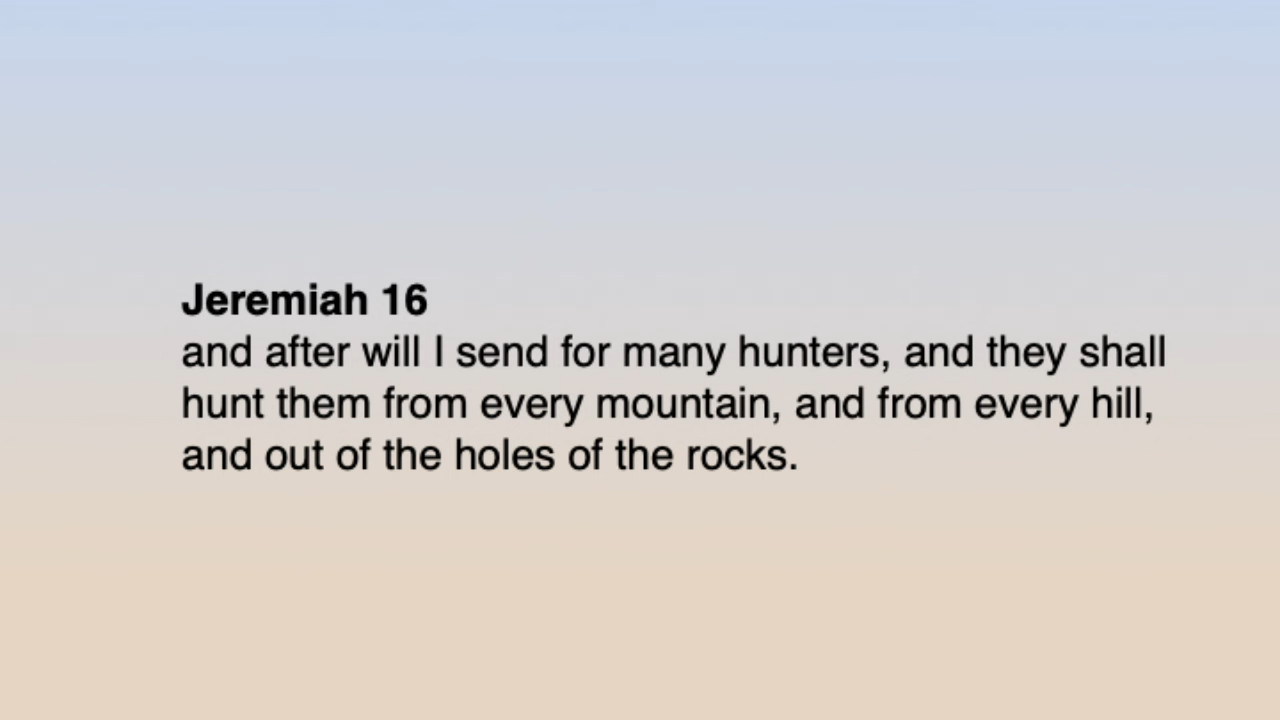 Jeremiah 16
and after will I send for many hunters, and they shall
hunt them from every mountain, and from every hill,
and out of the holes of the rocks.